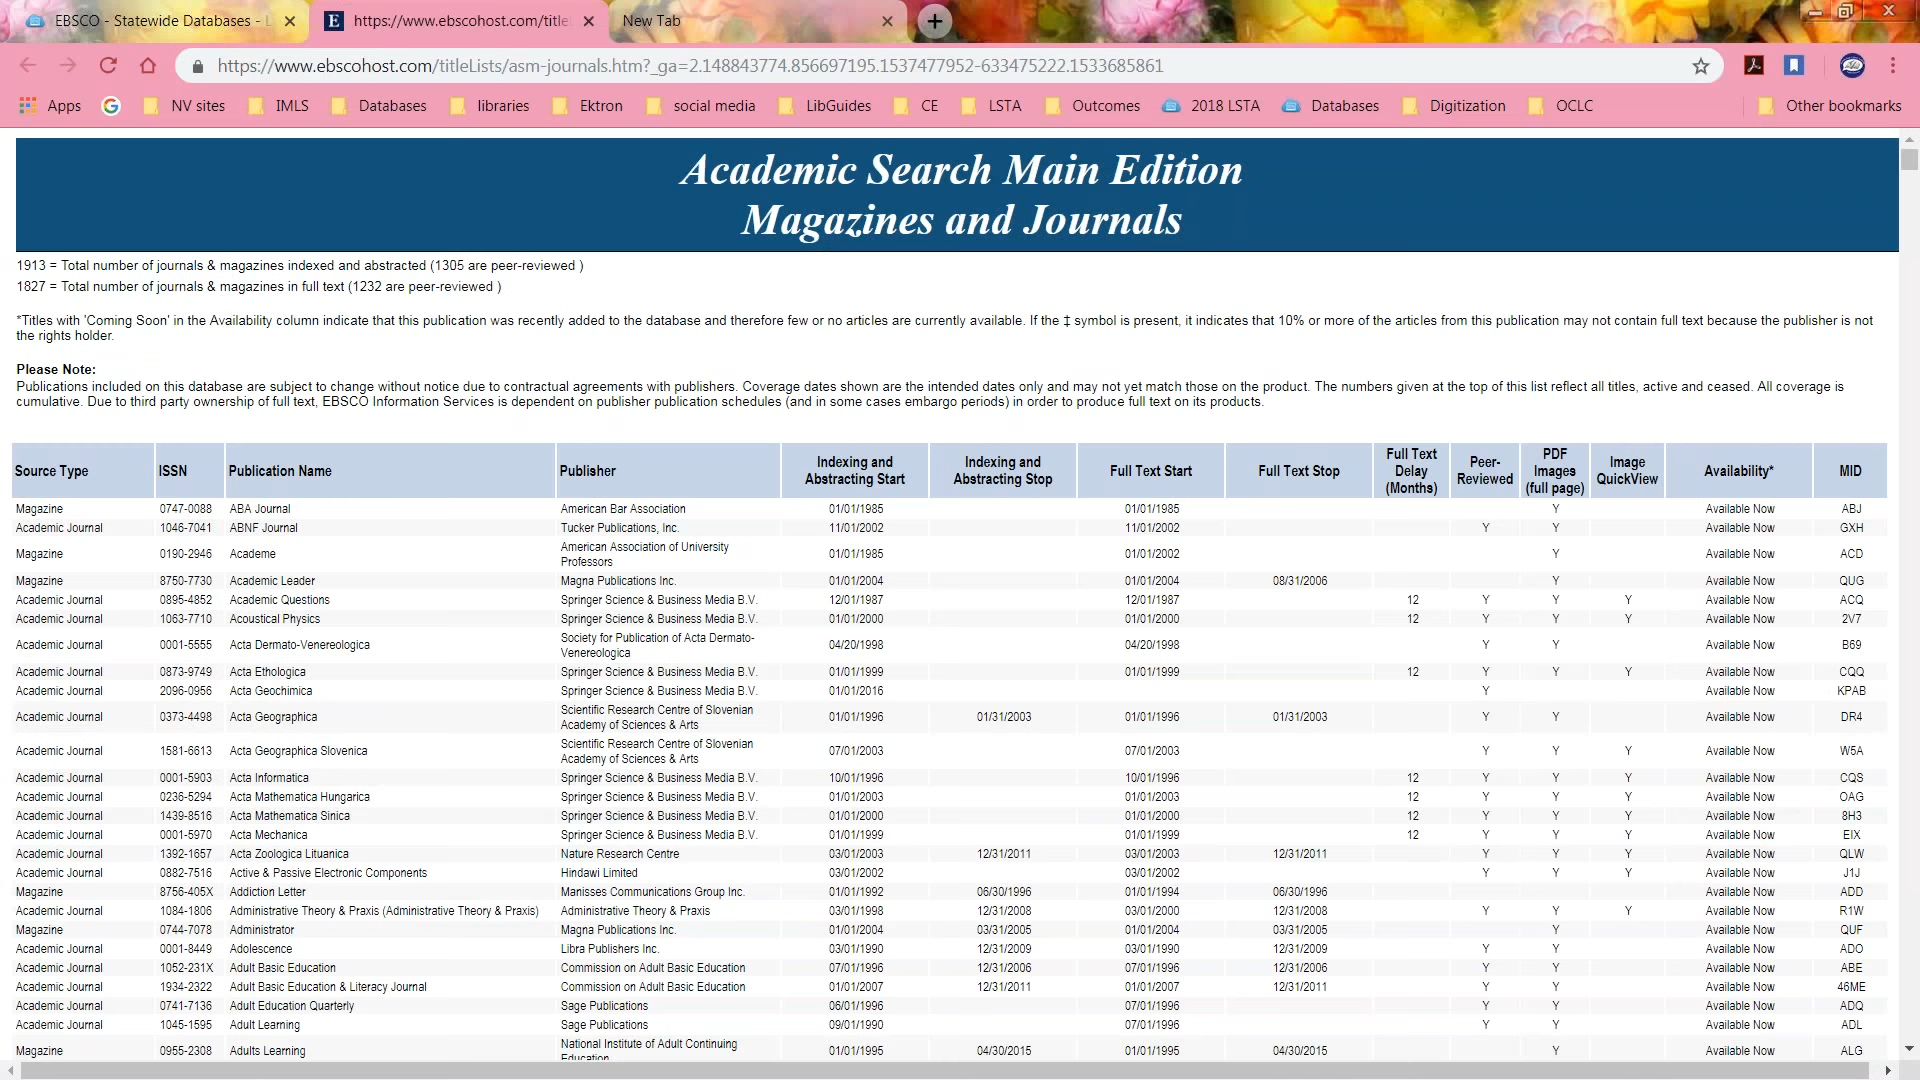 EBSCO - Statewide Databases -
https://www.ebscohost.com/title
New Tab
https://www.ebscohost.com/titleLists/asm-journals.htm?_ga=2.148843774.856697195.1537477952-633475222.1533685861
Apps NV sites IMLS Databases libraries Ektron social media LibGuides CE LSTA Outcomes 2018 LSTA Databases Digitization OCLC Other bookmarks
Academic Search Main Edition
Magazines and Journals
1913 = Total number of journals & magazines indexed and abstracted (1305 are peer-reviewed )
1827 = Total number of journals & magazines in full text (1232 are peer-reviewed )
*Titles with 'Coming Soon' in the Availability column indicate that this publication was recently added to the database and therefore few or no articles are currently available. If the ‡ symbol is present, it indicates that 10% or more of the articles from this publication may not contain full text because the publisher is not
the rights holder.
Please Note:
Publications included on this database are subject to change without notice due to contractual agreements with publishers. Coverage dates shown are the intended dates only and may not yet match those on the product. The numbers given at the top of this list reflect all titles, active and ceased. All coverage is
cumulative. Due to third party ownership of full text, EBSCO Information Services is dependent on publisher publication schedules (and in some cases embargo periods) in order to produce full text on its products.
Source Type ISSN Publication Name Publisher Indexing and Abstracting Start Indexing and Abstracting Stop Full Text Start Full Text Stop Full Text Delay (Months) Peer-Reviewed PDF Images (full page) Image QuickView Availability* MID
Magazine 0747-0088 ABA Journal American Bar Association 01/01/1985 01/01/1985 Y Available Now ABJ
Academic Journal 1046-7041 ABNF Journal Tucker Publications, Inc. 11/01/2002 11/01/2002 Y Y Available Now GXH
Magazine 0190-2946 Academe American Association of University Professors 01/01/1985 01/01/2002 Y Available Now ACD
Magazine 8750-7730 Academic Leader Magna Publications Inc. 01/01/2004 01/01/2004 08/31/2006 Y Available Now QUG
Academic Journal 0895-4852 Academic Questions Springer Science & Business Media B.V. 12/01/1987 12/01/1987 12 Y Y Y Available Now ACQ
Academic Journal 1063-7710 Acoustical Physics Springer Science & Business Media B.V. 01/01/2000 01/01/2000 12 Y Y Y Available Now 2V7
Academic Journal 0001-5555 Acta Dermato-Venereologica Society for Publication of Acta Dermato-Venereologica 04/20/1998 04/20/1998 Y Y Available Now B69
Academic Journal 0873-9749 Acta Ethologica Springer Science & Business Media B.V. 01/01/1999 01/01/1999 12 Y Y Y Available Now CQQ
Academic Journal 2096-0956 Acta Geochimica Springer Science & Business Media B.V. 01/01/2016 Y Available Now KPAB
Academic Journal 0373-4498 Acta Geographica Scientific Research Centre of Slovenian Academy of Sciences & Arts 01/01/1996 01/31/2003 01/01/1996 01/31/2003 Y Y Available Now DR4
Academic Journal 1581-6613 Acta Geographica Slovenica Scientific Research Centre of Slovenian Academy of Sciences & Arts 07/01/2003 07/01/2003 Y Y Y Available Now W5A
Academic Journal 0001-5903 Acta Informatica Springer Science & Business Media B.V. 10/01/1996 10/01/1996 12 Y Y Y Available Now CQS
Academic Journal 0236-5294 Acta Mathematica Hungarica Springer Science & Business Media B.V. 01/01/2003 01/01/2003 12 Y Y Y Available Now OAG
Academic Journal 1439-8516 Acta Mathematica Sinica Springer Science & Business Media B.V. 01/01/2000 01/01/2000 12 Y Y Y Available Now 8H3
Academic Journal 0001-5970 Acta Mechanica Springer Science & Business Media B.V. 01/01/1999 01/01/1999 12 Y Y Y Available Now EIX
Academic Journal 1392-1657 Acta Zoologica Lituanica Nature Research Centre 03/01/2003 12/31/2011 03/01/2003 12/31/2011 Y Y Y Available Now QLW
Academic Journal 0882-7516 Active & Passive Electronic Components Hindawi Limited 03/01/2002 03/01/2002 Y Y Y Available Now J1J
Magazine 8756-405X Addiction Letter Manisses Communications Group Inc. 01/01/1992 06/30/1996 01/01/1994 06/30/1996 Available Now ADD
Academic Journal 1084-1806 Administrative Theory & Praxis (Administrative Theory & Praxis) Administrative Theory & Praxis 03/01/1998 12/31/2008 03/01/2000 12/31/2008 Y Y Y Available Now R1W
Magazine 0744-7078 Administrator Magna Publications Inc. 01/01/2004 03/31/2005 01/01/2004 03/31/2005 Y Available Now QUF
Academic Journal 0001-8449 Adolescence Libra Publishers Inc. 03/01/1990 12/31/2009 03/01/1990 12/31/2009 Y Y Available Now ADO
Academic Journal 1052-231X Adult Basic Education Commission on Adult Basic Education 07/01/1996 12/31/2006 07/01/1996 12/31/2006 Y Y Available Now ABE
Academic Journal 1934-2322 Adult Basic Education & Literacy Journal Commission on Adult Basic Education 01/01/2007 12/31/2011 01/01/2007 12/31/2011 Y Y Available Now 46ME
Academic Journal 0741-7136 Adult Education Quarterly Sage Publications 06/01/1996 07/01/1996 Y Y Available Now ADQ
Academic Journal 1045-1595 Adult Learning Sage Publications 09/01/1990 07/01/1996 Y Y Available Now ADL
Magazine 0955-2308 Adults Learning National Institute of Adult Continuing Education 01/01/1995 04/30/2015 01/01/1995 04/30/2015 Y Available Now ALG